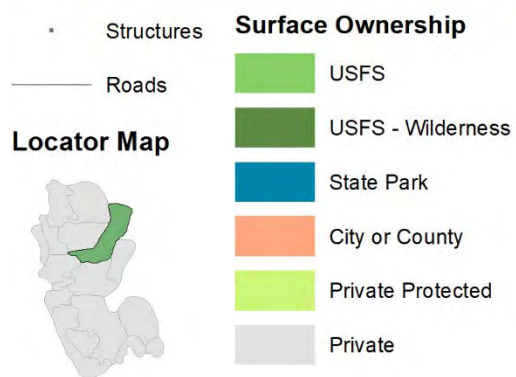 Structures
Roads
Locator Map
Surface Ownership
USFS
USFS - Wilderness
State Park
City or County
Private Protected
Private